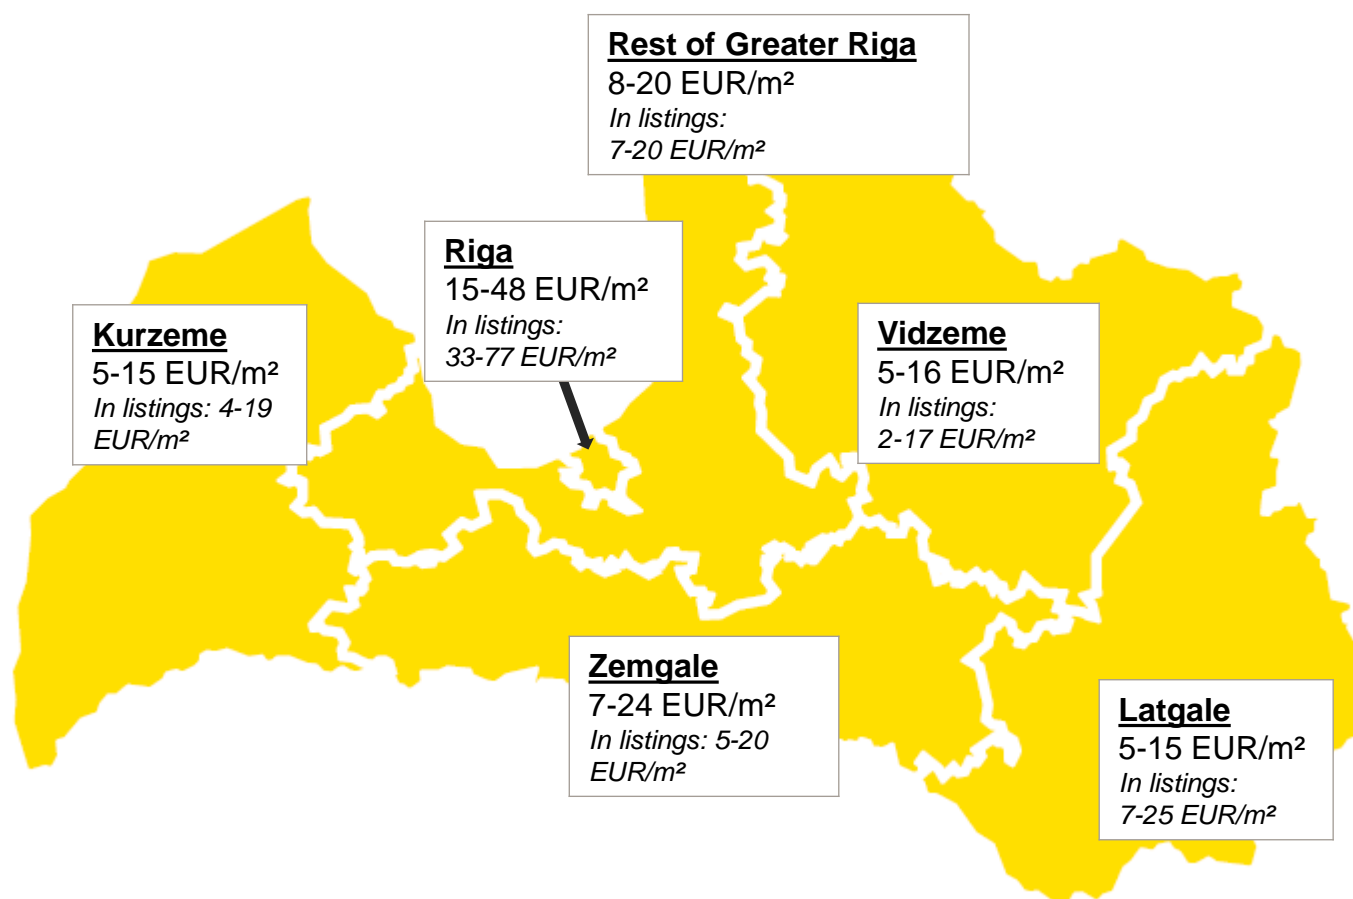 Rest of Greater Riga
8-20 EUR/m²
In listings:
7-20 EUR/m²
Riga
15-48 EUR/m²
In listings:
33-77 EUR/m²
Kurzeme
5-15 EUR/m²
In listings: 4-19
EUR/m²
Vidzeme
5-16 EUR/m²
In listings:
2-17 EUR/m²
Zemgale
7-24 EUR/m²
In listings: 5-20
EUR/m²
Latgale
5-15 EUR/m²
In listings:
7-25 EUR/m²